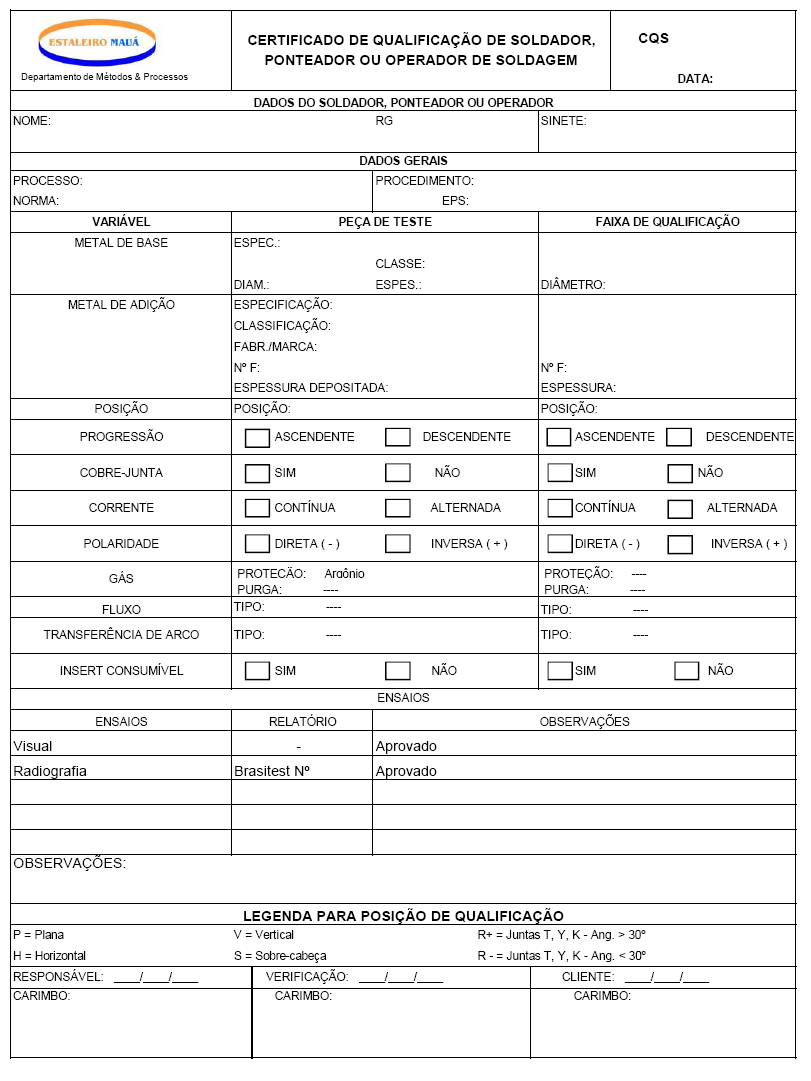 ESTALEIRO MAUÁ
Departamento de Métodos & Processos
CERTIFICADO DE QUALIFICAÇÃO DE SOLDADOR,
PONTEADOR OU OPERADOR DE SOLDAGEM
CQS
DATA:
DADOS DO SOLDADOR, PONTEADOR OU OPERADOR
NOME: RG SINETE:
DADOS GERAIS
PROCESSO: PROCEDIMENTO:
NORMA: EPS:
VARIÁVEL PEÇA DE TESTE FAIXA DE QUALIFICAÇÃO
METAL DE BASE ESPEC.:
CLASSE:
DIAM.: ESPES.: DIÂMETRO:
METAL DE ADIÇÃO ESPECIFICAÇÃO:
CLASSIFICAÇÃO:
FABR./MARCA:
Nº F: Nº F:
ESPESSURA DEPOSITADA: ESPESSURA:
POSIÇÃO POSIÇÃO: POSIÇÃO:
PROGRESSÃO ASCENDENTE DESCENDENTE ASCENDENTE DESCENDENTE
COBRE-JUNTA SIM NÃO SIM NÃO
CORRENTE CONTÍNUA ALTERNADA CONTÍNUA ALTERNADA
POLARIDADE DIRETA ( - ) INVERSA ( + ) DIRETA ( - ) INVERSA ( + )
GÁS PROTEÇÃO: Argônio PROTEÇÃO: ----
PURGA: ---- PURGA: ----
FLUXO TIPO: ---- TIPO: ----
TRANSFERÊNCIA DE ARCO TIPO: ---- TIPO: ----
INSERT CONSUMÍVEL SIM NÃO SIM NÃO
ENSAIOS
ENSAIOS RELATÓRIO OBSERVAÇÕES
Visual - Aprovado
Radiografia Brasitest Nº Aprovado
OBSERVAÇÕES:
LEGENDA PARA POSIÇÃO DE QUALIFICAÇÃO
P = Plana V = Vertical R+ = Juntas T, Y, K - Ang. > 30º
H = Horizontal S = Sobre-cabeça R - = Juntas T, Y, K - Ang. < 30º
RESPONSÁVEL: ____/____/____ VERIFICAÇÃO: ____/____/____ CLIENTE: ____/____/____
CARIMBO: CARIMBO: CARIMBO: